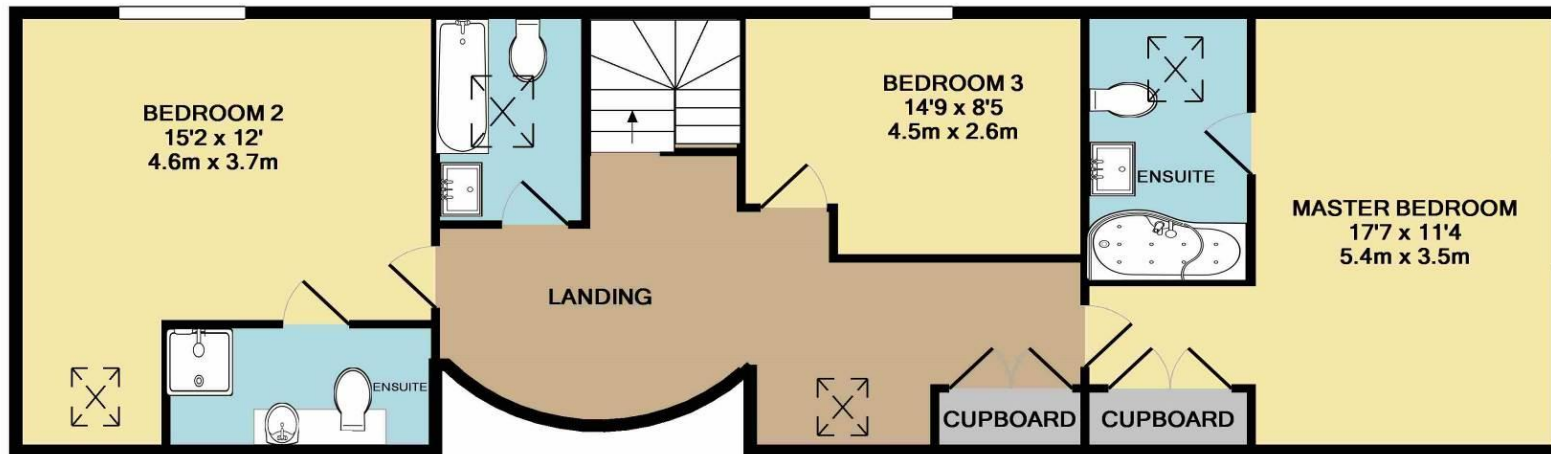 BEDROOM 2
15'2 x 12'
4.6m x 3.7m
BEDROOM 3
14'9 x 8'5
4.5m x 2.6m
ENSUITE
MASTER BEDROOM
17'7 x 11'4
5.4m x 3.5m
LANDING
ENSUITE
CUPBOARD
CUPBOARD